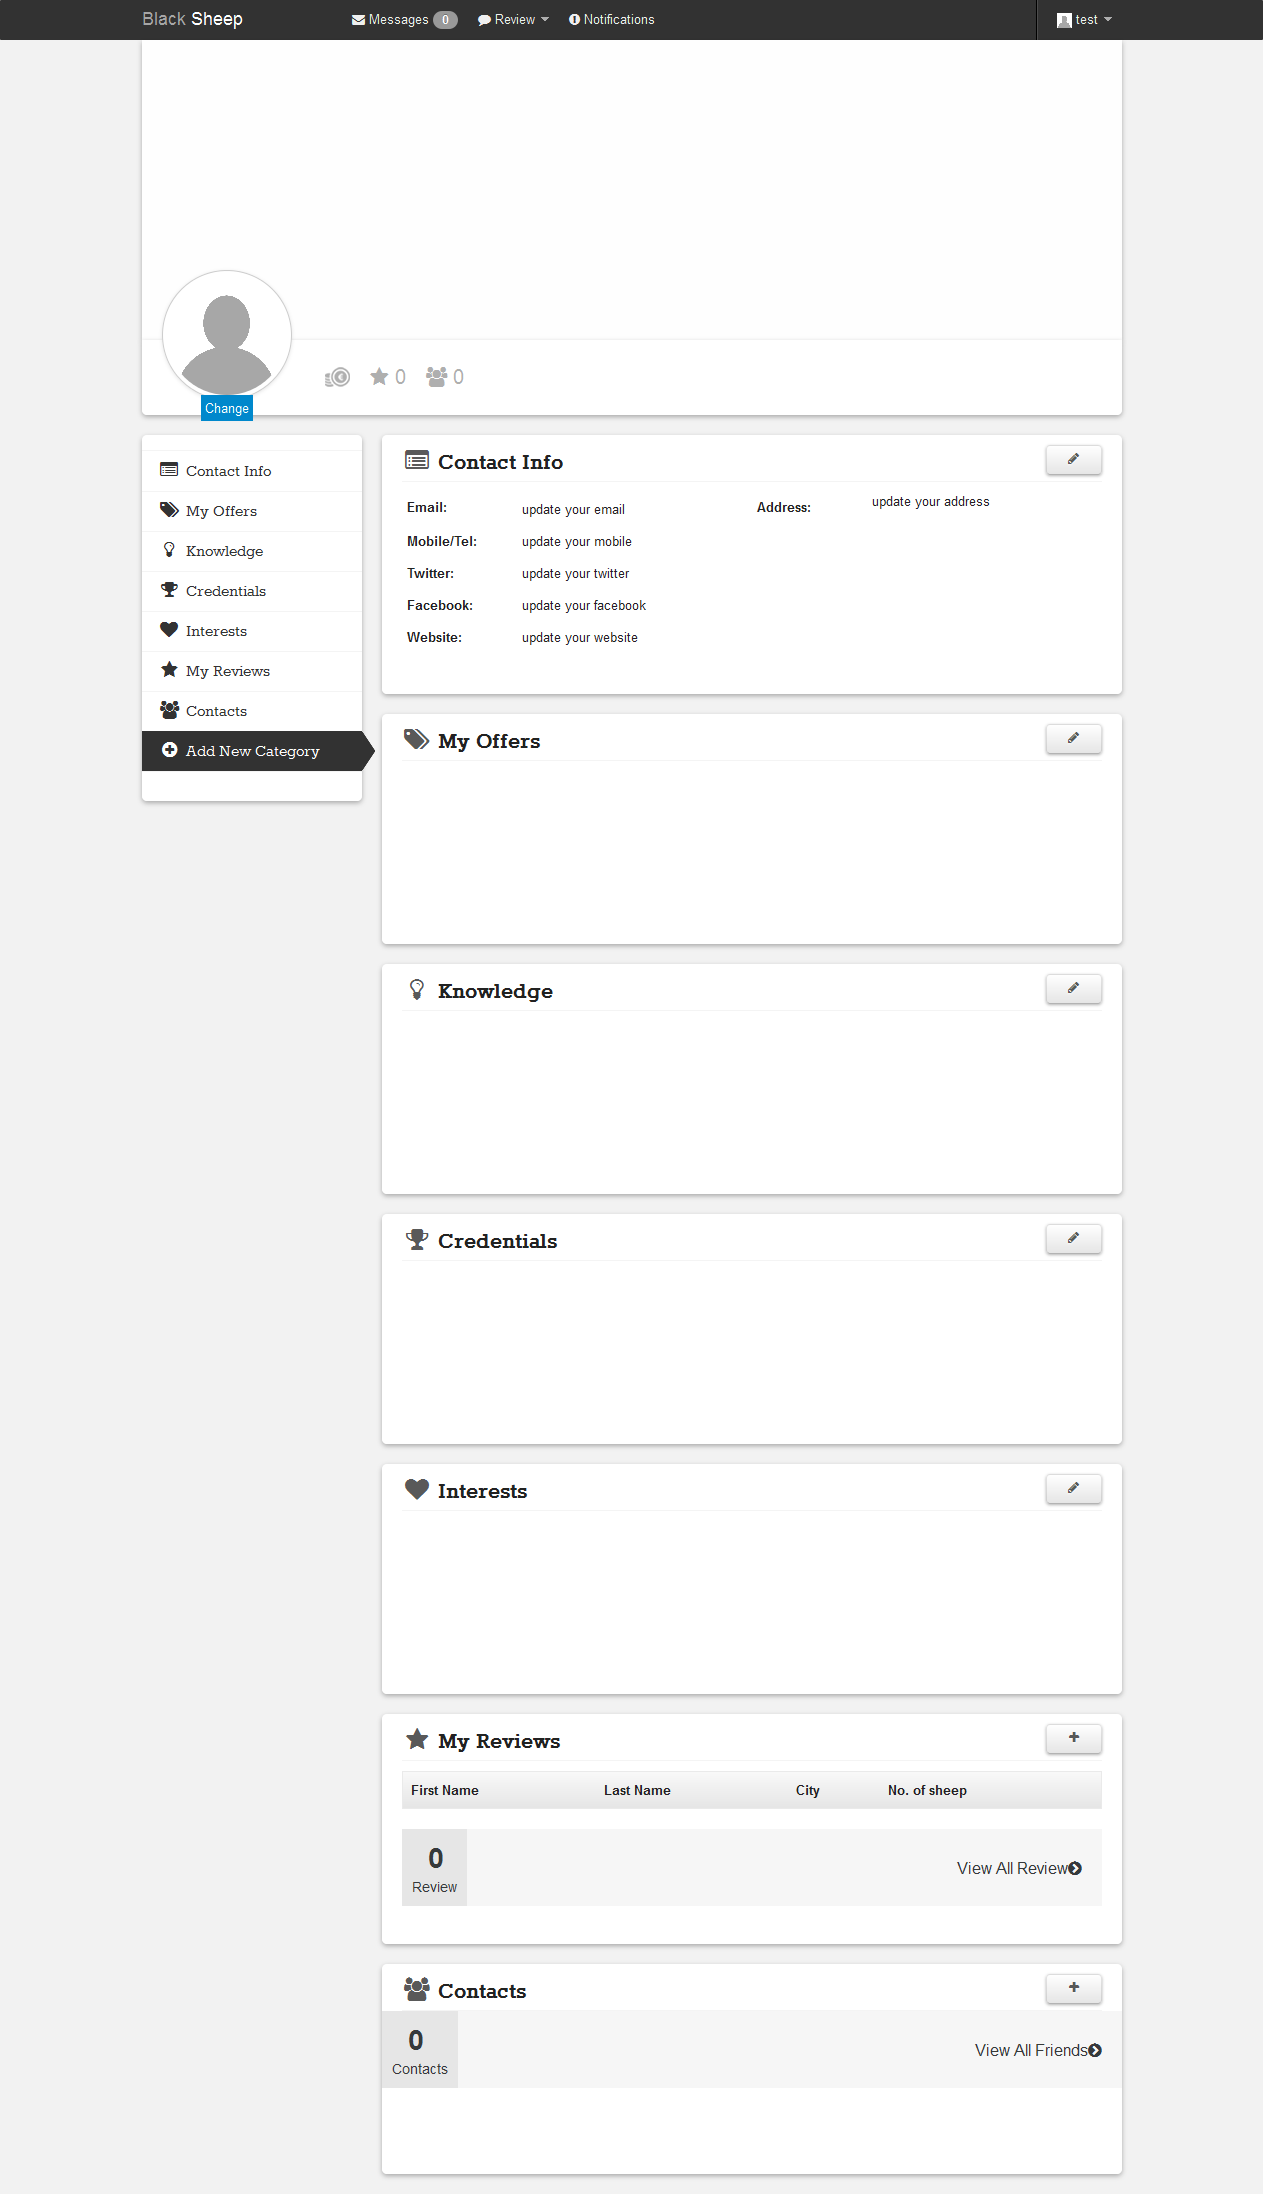 Black Sheep Messages 0 Review Notifications test
0 0
Change
Contact Info
My Offers
Knowledge
Credentials
Interests
My Reviews
Contacts
Add New Category
Contact Info
Email: update your email Address: update your address
Mobile/Tel: update your mobile
Twitter: update your twitter
Facebook: update your facebook
Website: update your website
My Offers
Knowledge
Credentials
Interests
My Reviews
First Name Last Name City No. of sheep
0
Review
View All Review
Contacts
0
Contacts
View All Friends